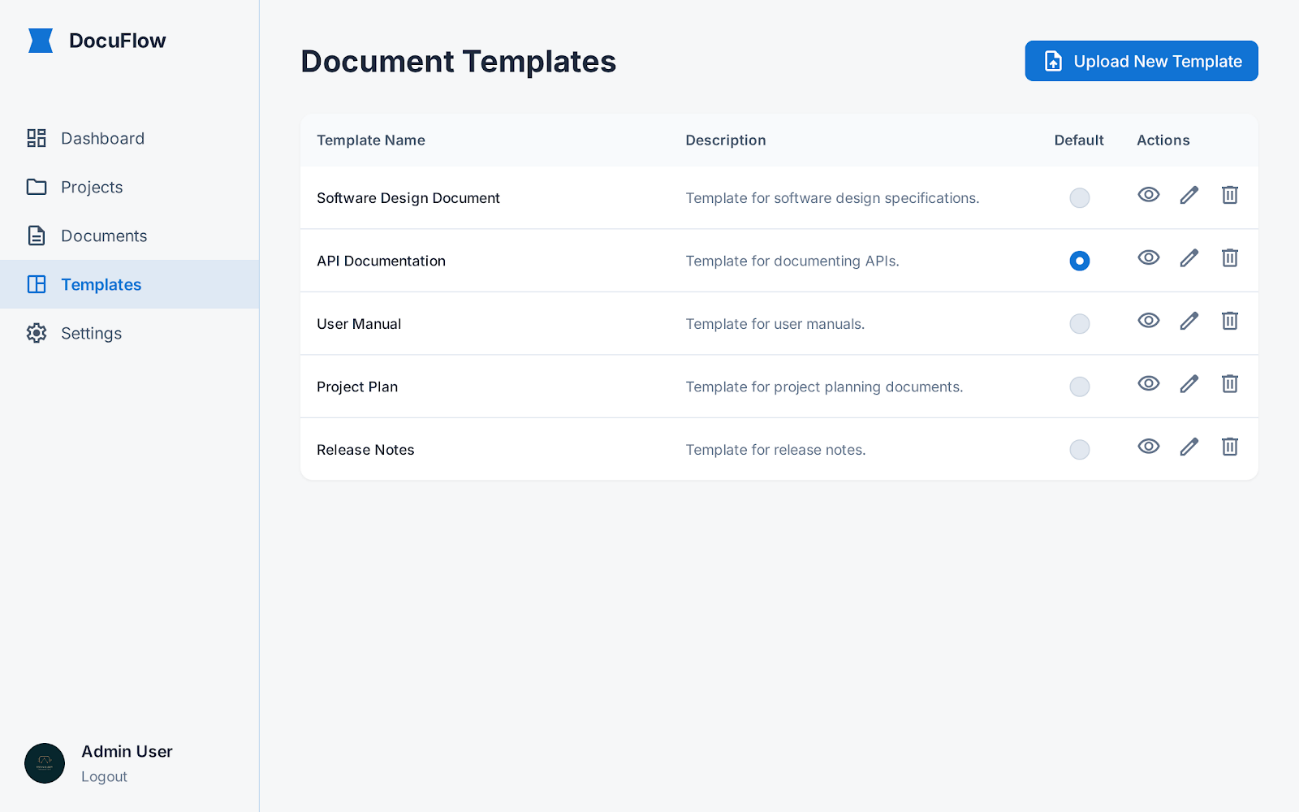 DocuFlow
Dashboard
Projects
Documents
Templates
Settings
Admin User
Logout
Document Templates
Upload New Template
Template Name Description Default Actions
Software Design Document Template for software design specifications.
API Documentation Template for documenting APIs.
User Manual Template for user manuals.
Project Plan Template for project planning documents.
Release Notes Template for release notes.